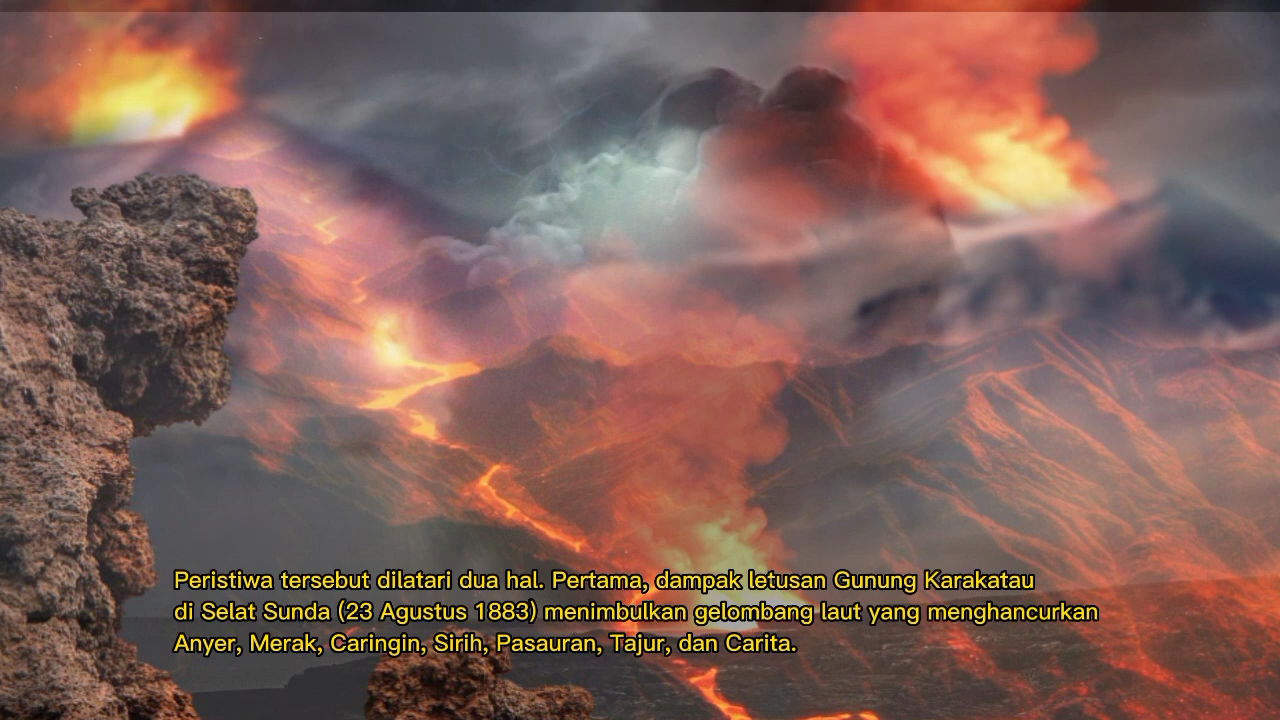 Peristiwa tersebut dilatari dua hal. Pertama, dampak letusan Gunung Karakatau
di Selat Sunda (23 Agustus 1883) menimbulkan gelombang laut yang menghancurkan
Anyer, Merak, Caringin, Sirih, Pasauran, Tajur, dan Carita.